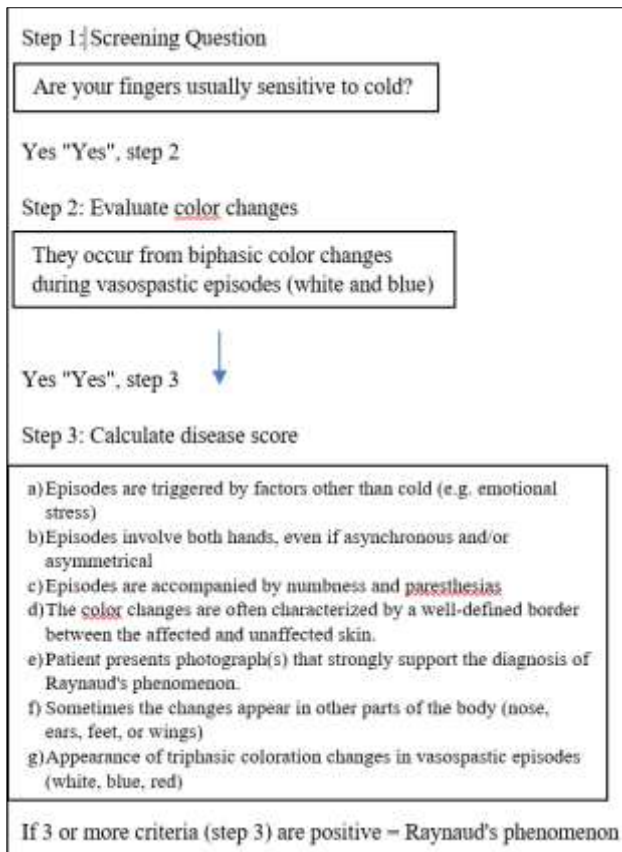 Step 1: Screening Question
Are your fingers usually sensitive to cold?
Yes "Yes", step 2
Step 2: Evaluate color changes
They occur from biphasic color changes
during vasospastic episodes (white and blue)
Yes "Yes", step 3
Step 3: Calculate disease score
a)Episodes are triggered by factors other than cold (e.g. emotional
stress)
b)Episodes involve both hands, even if asynchronous and/or
asymmetrical
c)Episodes are accompanied by numbness and paresthesias
d)The color changes are often characterized by a well-defined border
between the affected and unaffected skin.
e)Patient presents photograph(s) that strongly support the diagnosis of
Raynaud's phenomenon.
f) Sometimes the changes appear in other parts of the body (nose,
ears, feet, or wings)
g)Appearance of triphasic coloration changes in vasospastic episodes
(white, blue, red)
If 3 or more criteria (step 3) are positive = Raynaud's phenomenon